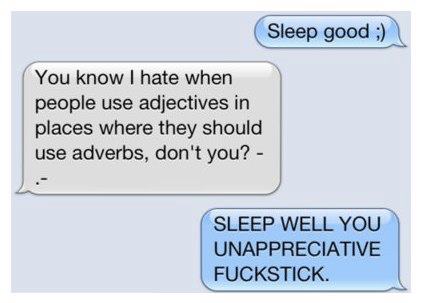 Sleep good ;)
You know I hate when
people use adjectives in
places where they should
use adverbs, don't you? -
.-
SLEEP WELL YOU
UNAPPRECIATIVE
FUCKSTICK.